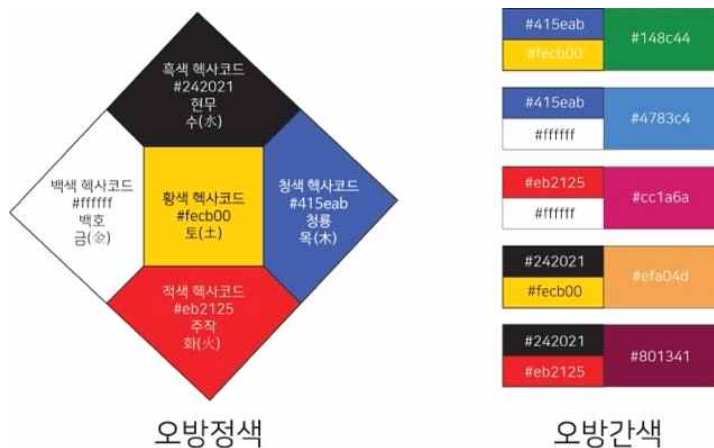 흑색 헥사코드
#242021
현무
수(水)
백색 헥사코드
#ffffff
백호
금(金)
황색 헥사코드
#fecb00
토(土)
청색 헥사코드
#415eab
청룡
목(木)
적색 헥사코드
#eb2125
주작
화(火)
오방정색
#415eab
#fecb00
#148c44
#415eab
#ffffff
#4783c4
#eb2125
#ffffff
#cc1a6a
#242021
#fecb00
#efa04d
#242021
#eb2125
#801341
오방간색